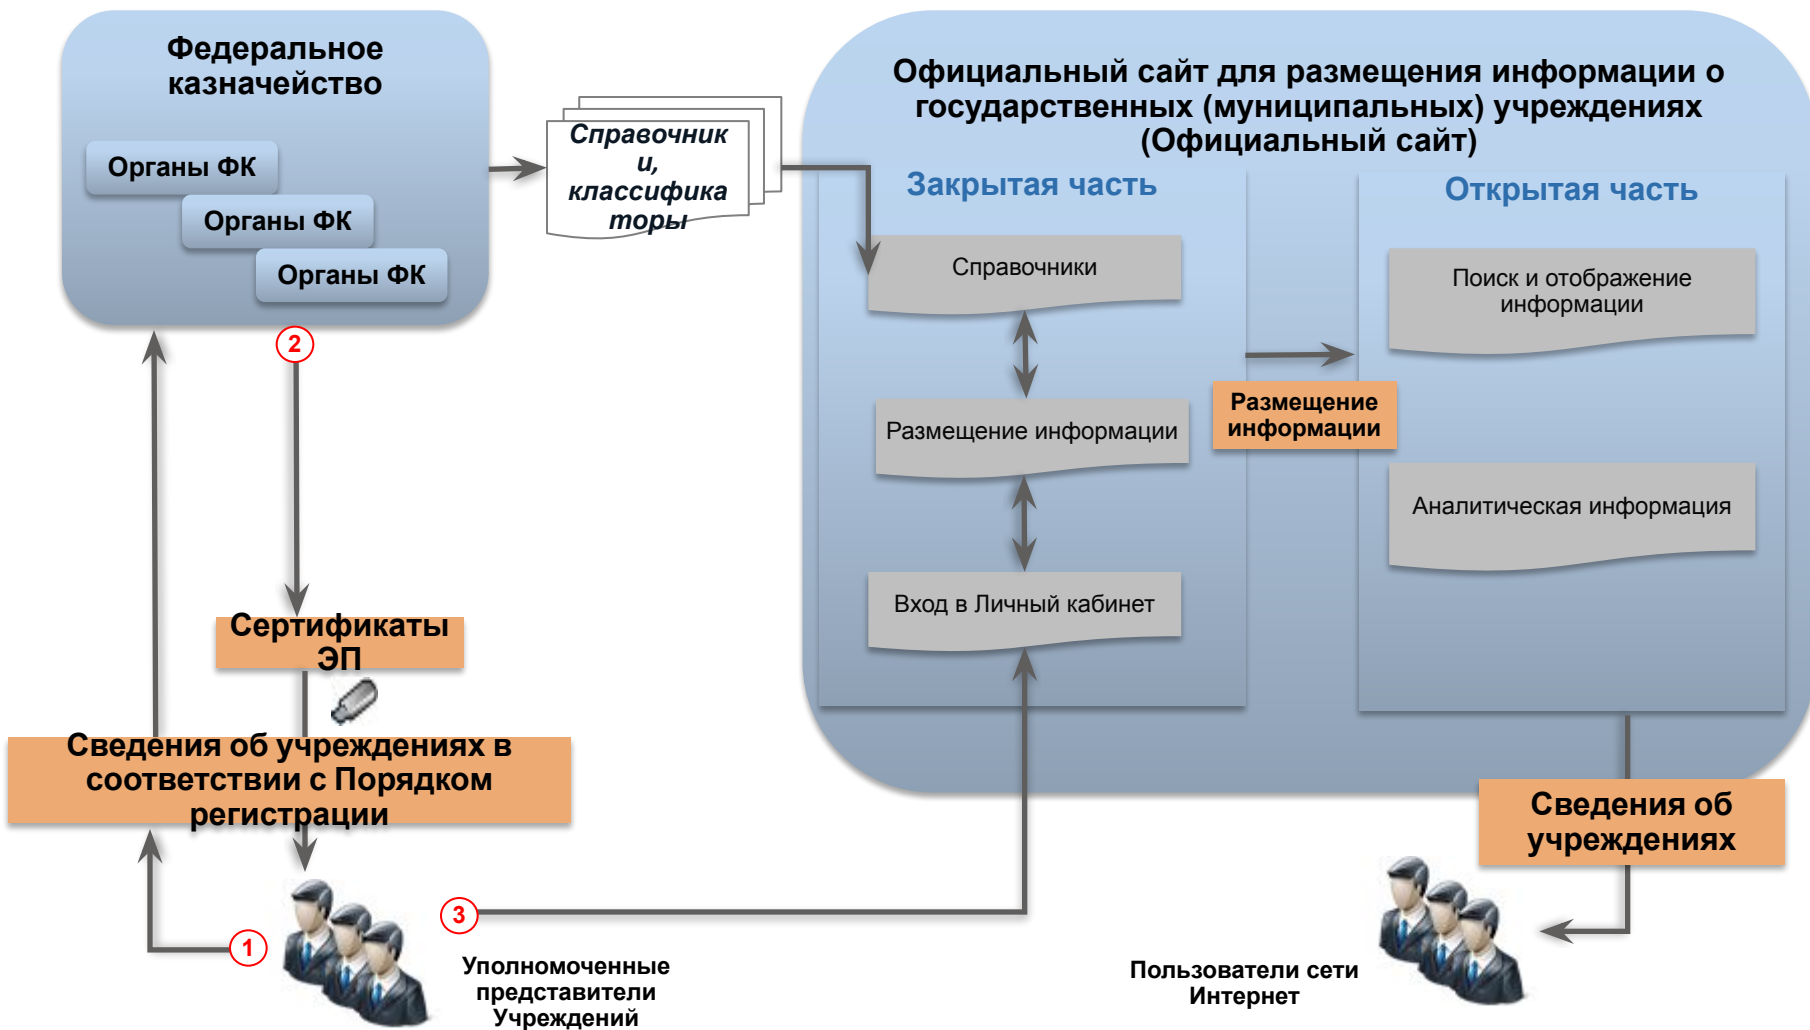 Федеральное
казначейство
Органы ФК
Органы ФК
Органы ФК
Справочник
и,
классифика
торы
Официальный сайт для размещения информации о
государственных (муниципальных) учреждениях
(Официальный сайт)
Закрытая часть
Открытая часть
Справочники
Поиск и отображение
информации
2
Размещение информации
Размещение
информации
Аналитическая информация
Вход в Личный кабинет
Сертификаты
ЭП
Сведения об учреждениях в
соответствии с Порядком
регистрации
Сведения об
учреждениях
3
1
Уполномоченные
представители
Учреждений
Пользователи сети
Интернет